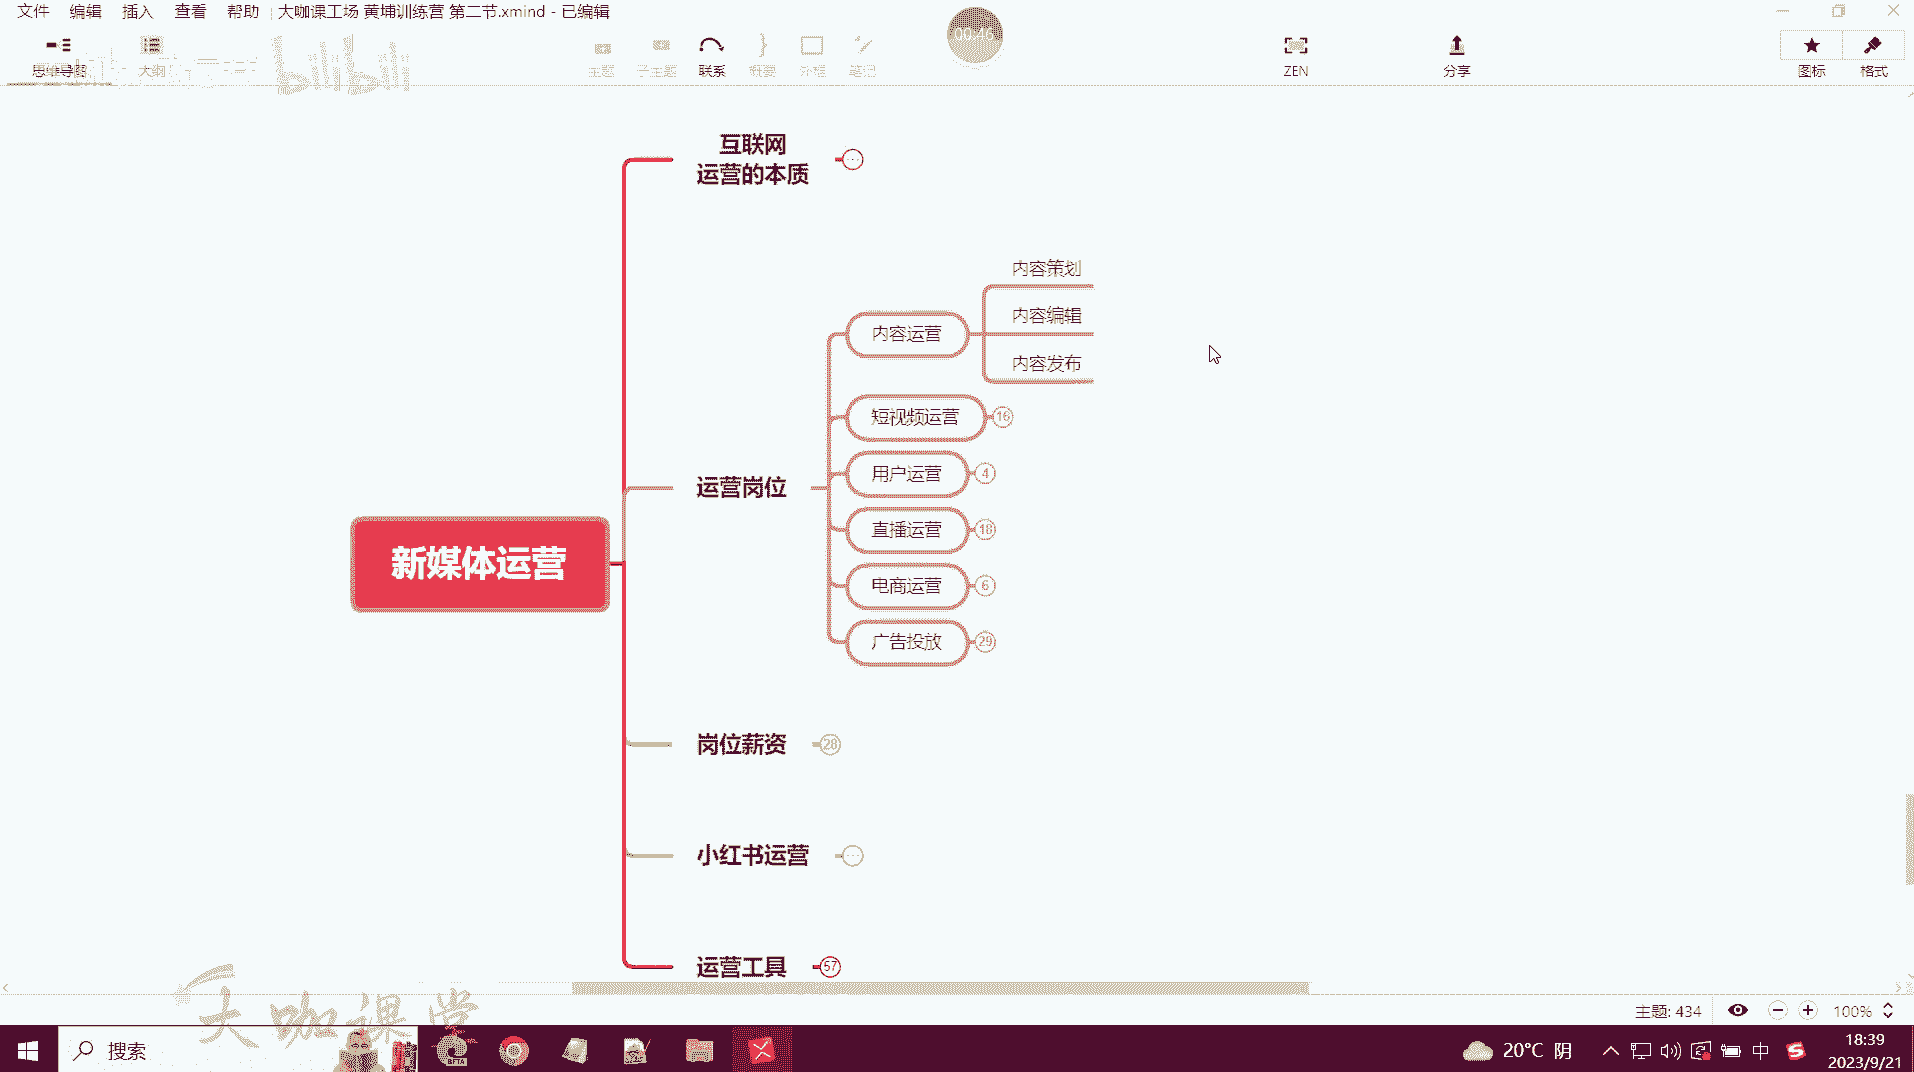 文件 编辑 插入 查看 帮助 大咖课工场 黄埔训练营 第二节.xmind - 已编辑
00:46
思维导图 大纲 主题 子主题 联系 概要 外框 笔记 ZEN 分享 图标 格式
bilibili
互联网
运营的本质
内容策划
内容编辑
内容发布
内容运营
短视频运营 16
用户运营 4
运营岗位
直播运营 18
新媒体运营
电商运营 6
广告投放 29
岗位薪资 28
小红书运营
运营工具 57
大咖课堂
主题: 434 100%
搜索
BETA
20°C 阴
中
18:39
2023/9/21